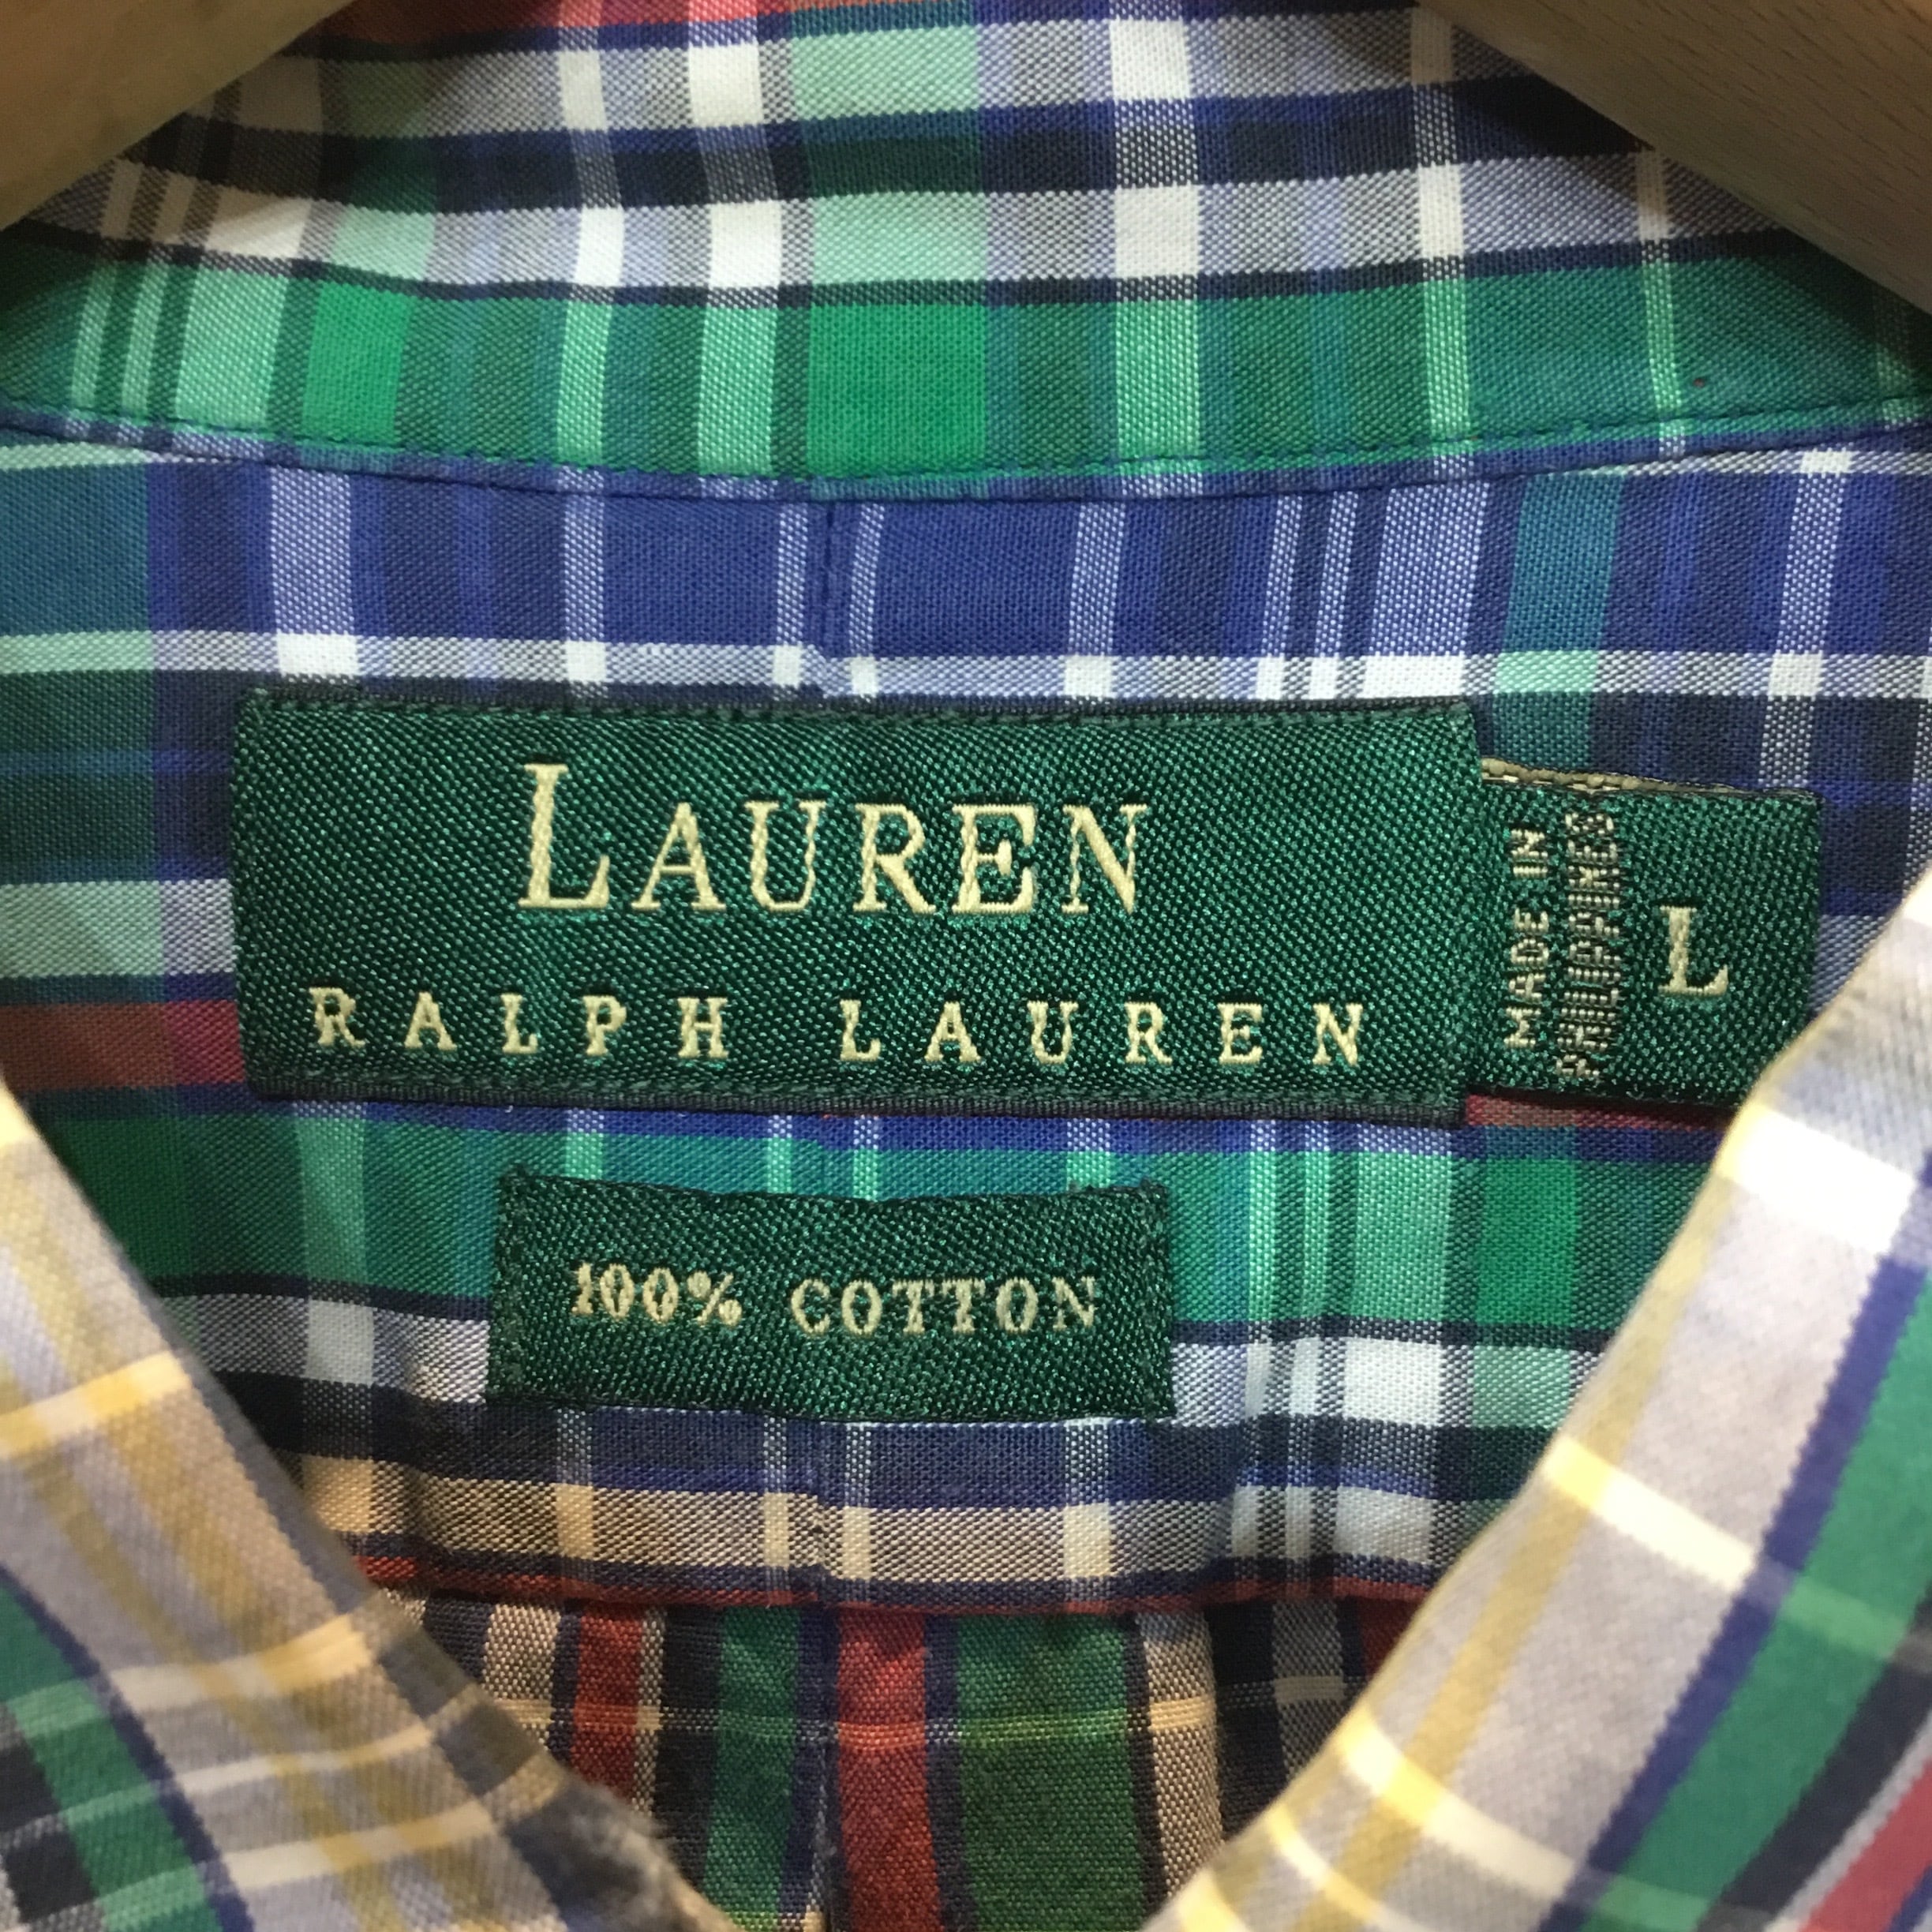 LAUREN
RALPH LAUREN
MADE IN
PHILIPPINES
L
100% COTTON